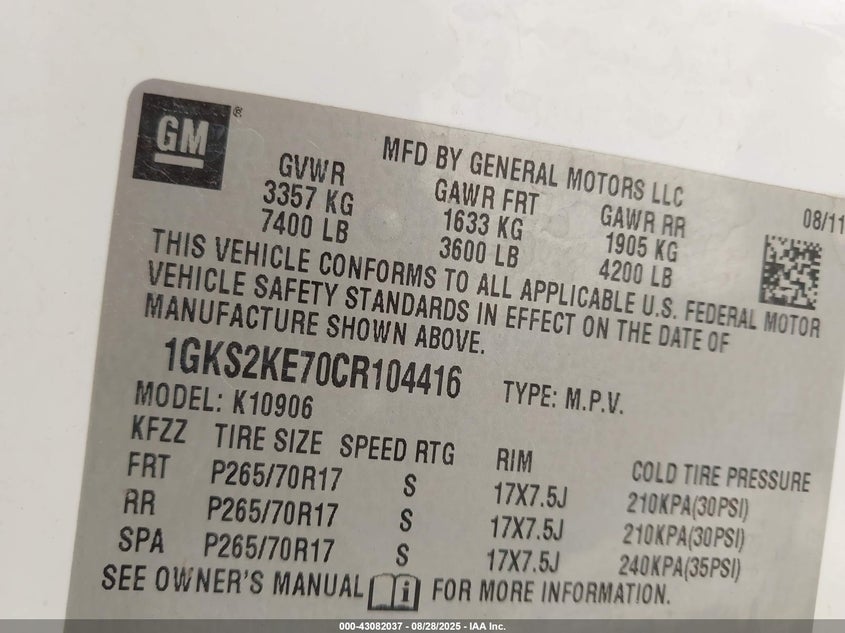 GM®
MFD BY GENERAL MOTORS LLC
08/11
GVWR GAWR FRT GAWR RR
3357 KG 1633 KG 1905 KG
7400 LB 3600 LB 4200 LB
THIS VEHICLE CONFORMS TO ALL APPLICABLE U.S. FEDERAL MOTOR
VEHICLE SAFETY STANDARDS IN EFFECT ON THE DATE OF
MANUFACTURE SHOWN ABOVE.
1GKS2KE70CR104416 TYPE: M.P.V.
MODEL: K10906
KFZZ TIRE SIZE SPEED RTG RIM COLD TIRE PRESSURE
FRT P265/70R17 S 17X7.5J 210KPA(30PSI)
RR P265/70R17 S 17X7.5J 210KPA(30PSI)
SPA P265/70R17 S 17X7.5J 240KPA(35PSI)
SEE OWNER'S MANUAL i FOR MORE INFORMATION.
000-43082037 - 08/28/2025 - IAA Inc.